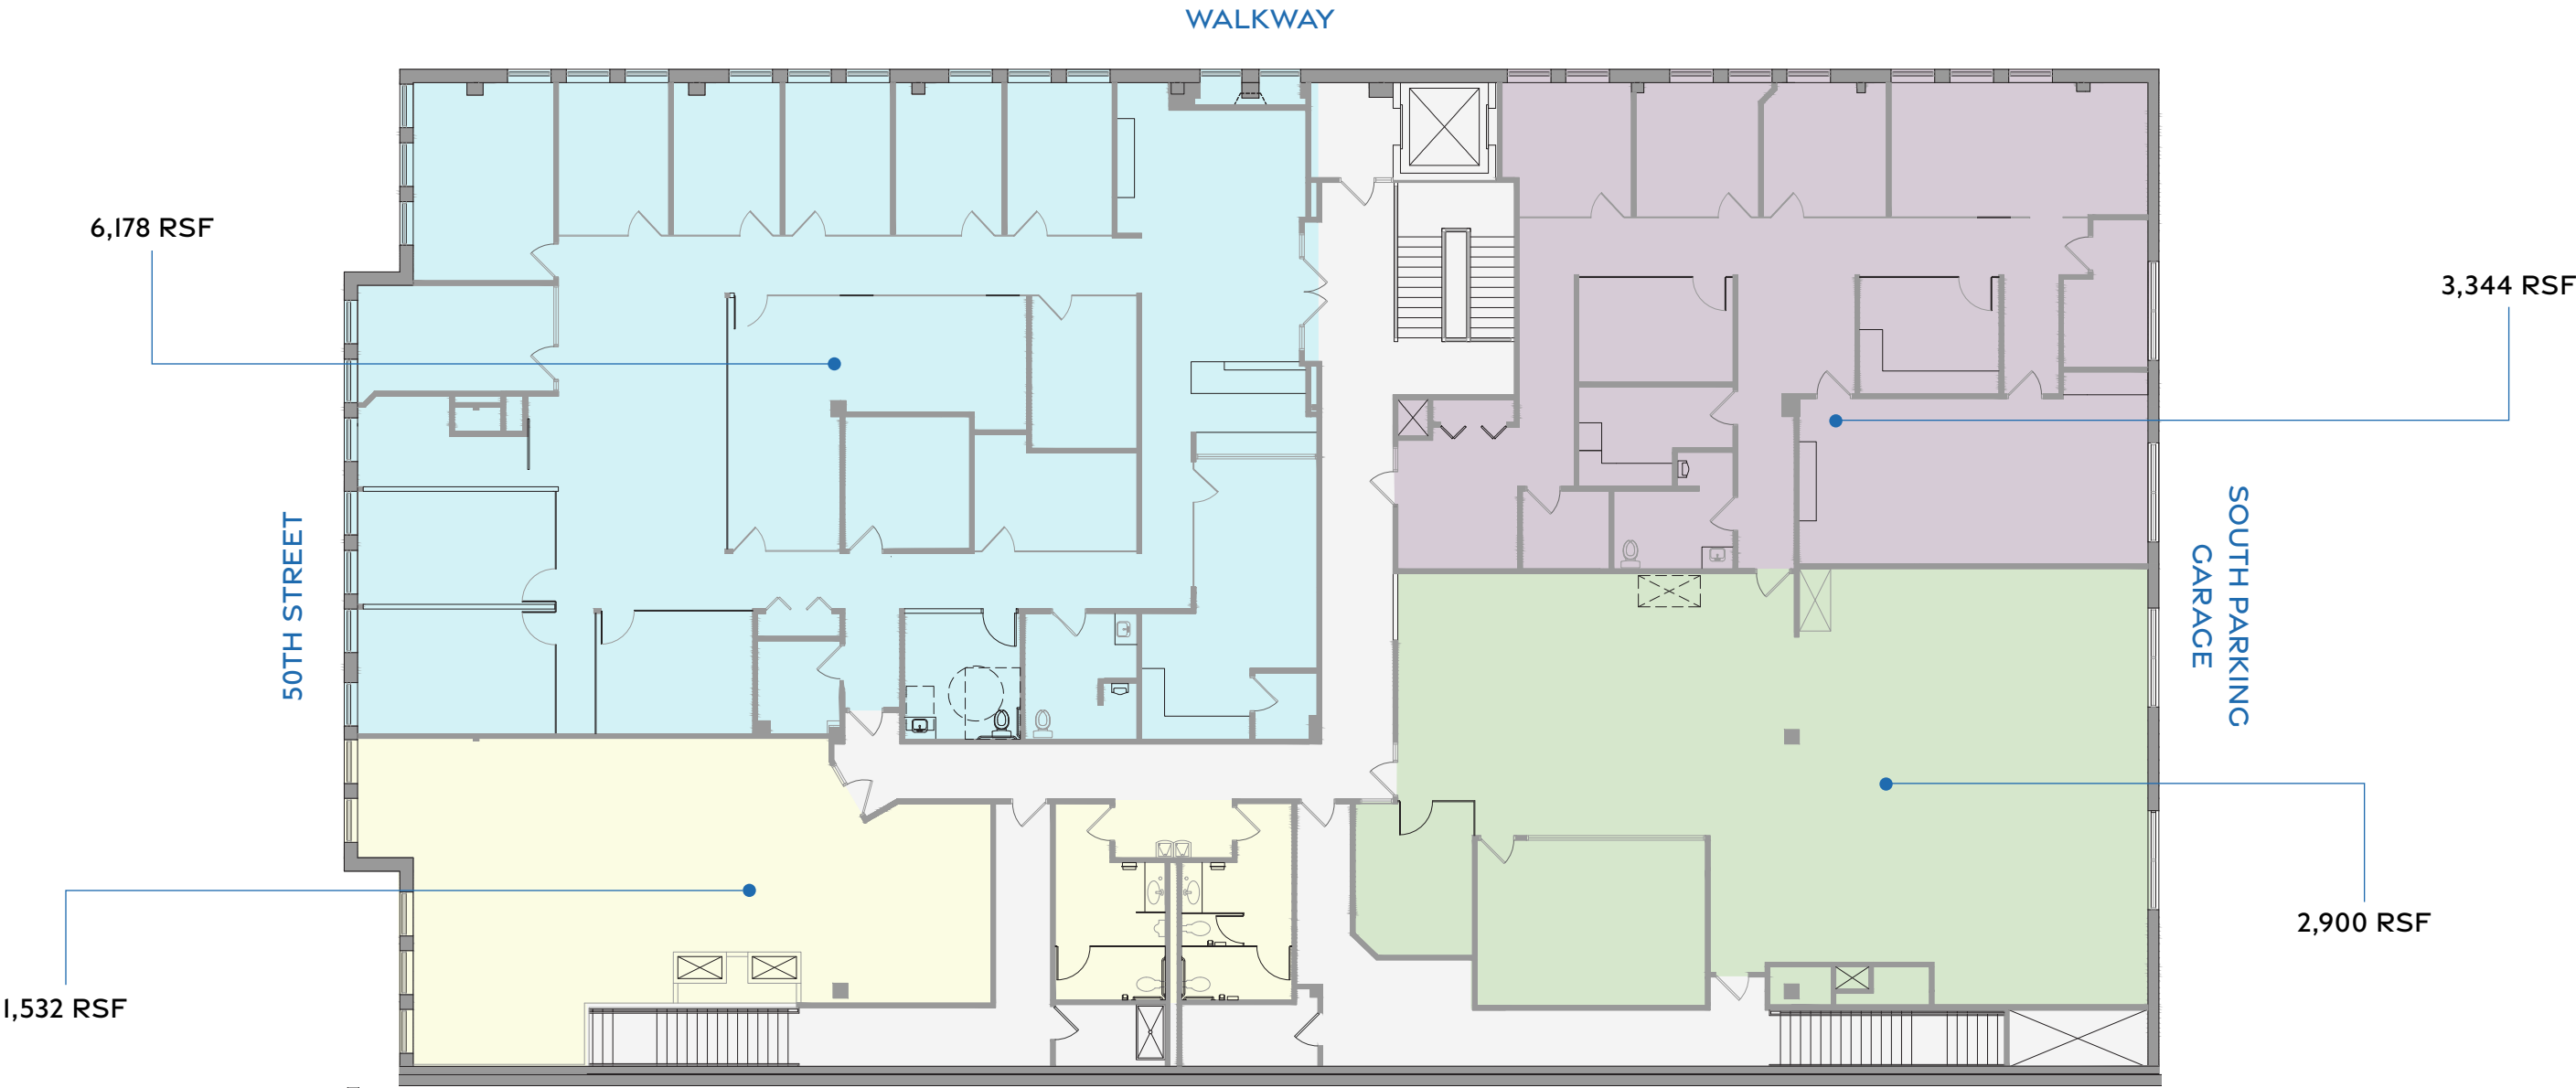 WALKWAY
6,178 RSF
3,344 RSF
50TH STREET
SOUTH PARKING
GARAGE
2,900 RSF
1,532 RSF